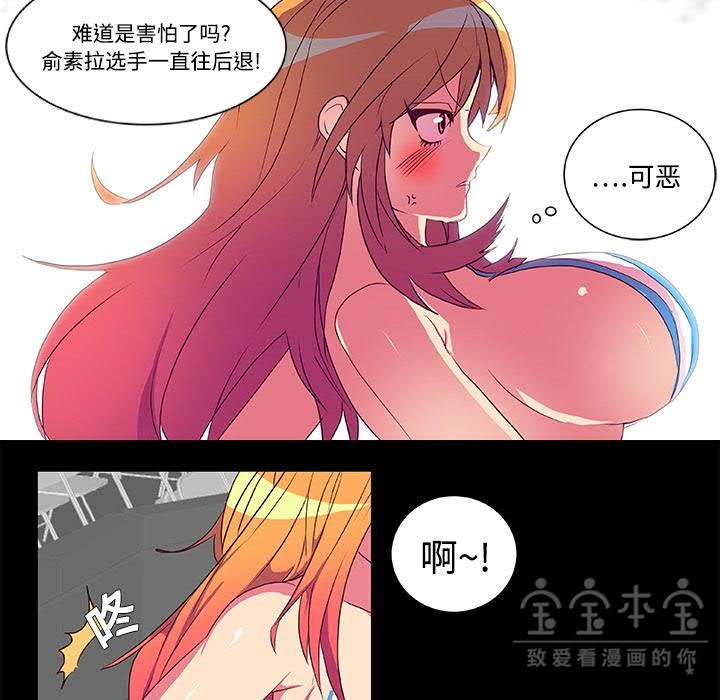 难道是害怕了吗?
俞素拉选手一直往后退!
....可恶
啊~!
咚
宝宝本宝
致爱看漫画的你